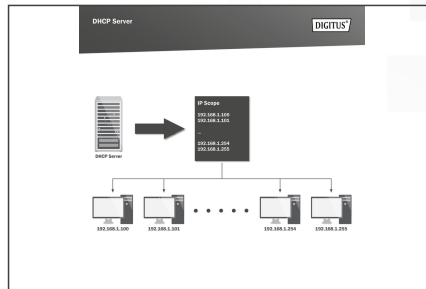 DHCP Server
DIGITUS®
IP Scope
192.168.1.100
192.168.1.101
...
192.168.1.254
192.168.1.255
DHCP Server
192.168.1.100
192.168.1.101
192.168.1.254
192.168.1.255